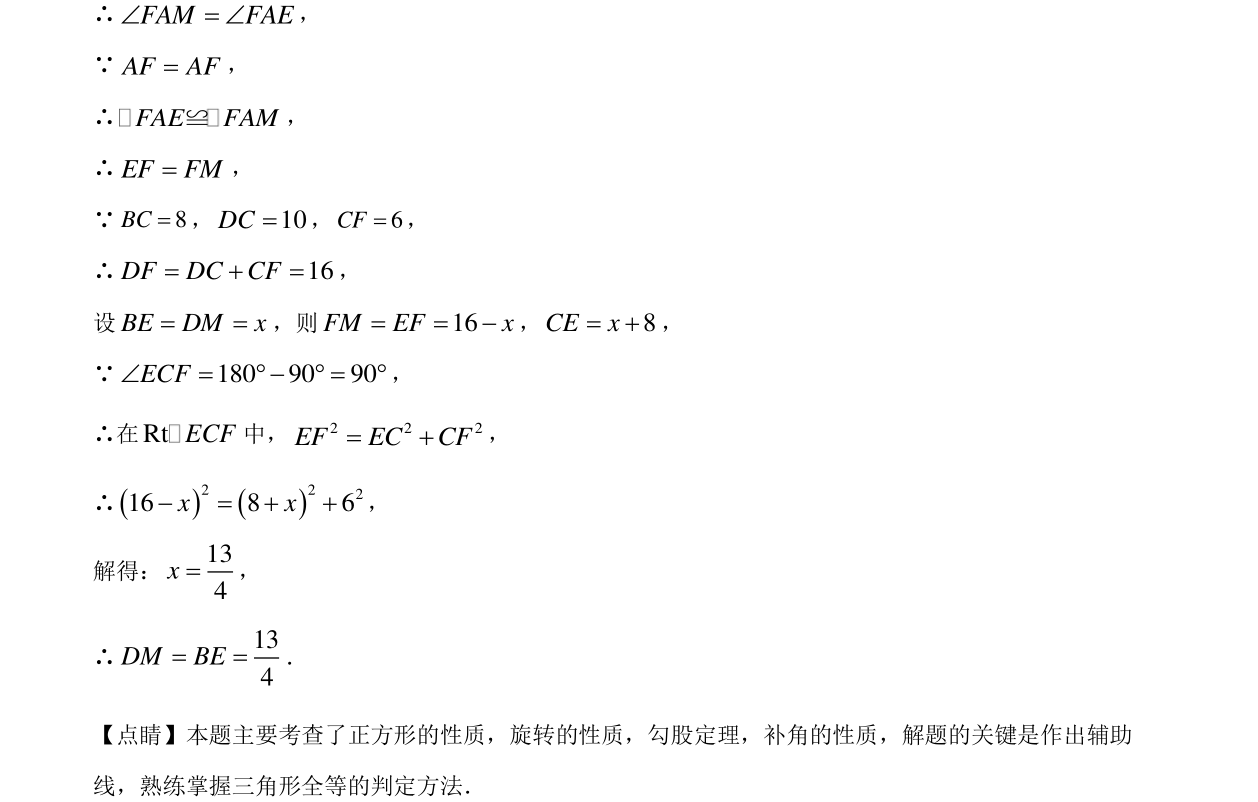 ∴∠FAM = ∠FAE，
∵ AF = AF，
∴□FAE≌□FAM，
∴ EF = FM，
∵ BC = 8，DC = 10，CF = 6，
∴ DF = DC + CF = 16，
设 BE = DM = x，则 FM = EF = 16 − x，CE = x + 8，
∵ ∠ECF = 180° − 90° = 90°，
∴在 Rt□ECF 中，EF² = EC² + CF²，
∴ (16 − x)² = (8 + x)² + 6²，
解得：x = 13/4，
∴ DM = BE = 13/4．
【点睛】本题主要考查了正方形的性质，旋转的性质，勾股定理，补角的性质，解题的关键是作出辅助
线，熟练掌握三角形全等的判定方法．